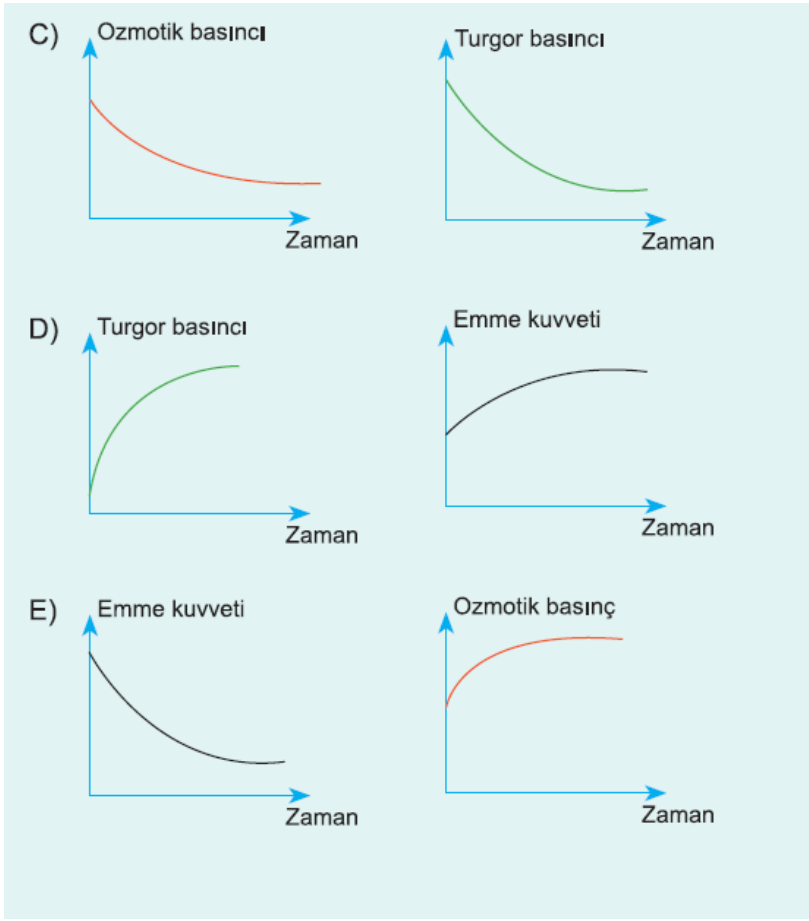 C) Ozmotik basıncı Turgor basıncı
Zaman Zaman
D) Turgor basıncı Emme kuvveti
Zaman Zaman
E) Emme kuvveti Ozmotik basınç
Zaman Zaman